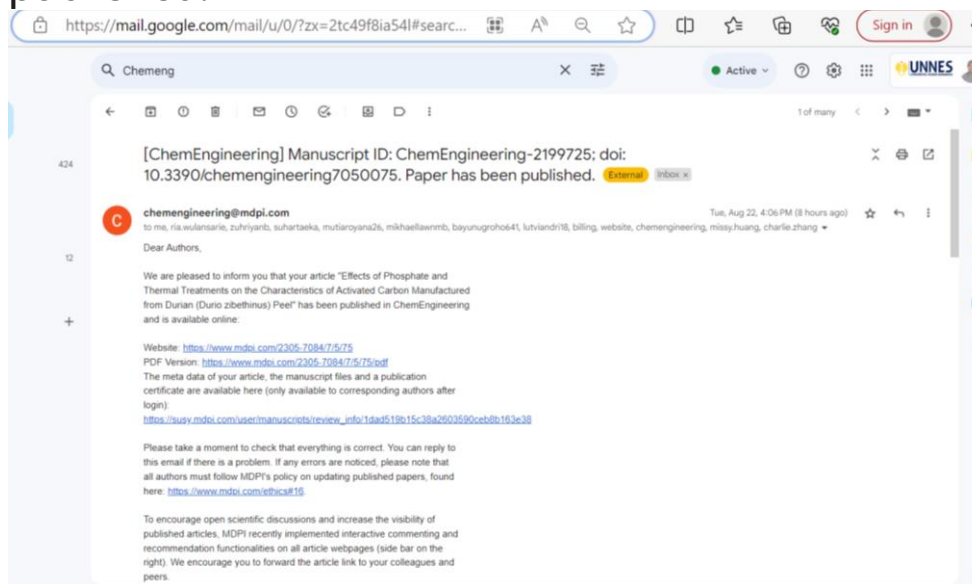 https://mail.google.com/mail/u/0/?zx=2tc49f8ia54l#searc...
Sign in
Chemeng
Active
UNNES
1 of many
424
[ChemEngineering] Manuscript ID: ChemEngineering-2199725; doi:
10.3390/chemengineering7050075. Paper has been published. External Inbox x
C
chemengineering@mdpi.com
Tue, Aug 22, 4:06 PM (8 hours ago)
to me, ria.wulansarie, zuhriyanb, suhartaeka, mutiaroyana26, mikhaellawnmb, bayunugroho641, lutviandri18, billing, website, chemengineering, missy.huang, charlie.zhang
12
Dear Authors,
We are pleased to inform you that your article "Effects of Phosphate and
Thermal Treatments on the Characteristics of Activated Carbon Manufactured
from Durian (Durio zibethinus) Peel" has been published in ChemEngineering
and is available online:
Website: https://www.mdpi.com/2305-7084/7/5/75
PDF Version: https://www.mdpi.com/2305-7084/7/5/75/pdf
The meta data of your article, the manuscript files and a publication
certificate are available here (only available to corresponding authors after
login):
https://susy.mdpi.com/user/manuscripts/review_info/1dad519b15c38a2603590ceb8b163e38
Please take a moment to check that everything is correct. You can reply to
this email if there is a problem. If any errors are noticed, please note that
all authors must follow MDPI's policy on updating published papers, found
here: https://www.mdpi.com/ethics#16.
To encourage open scientific discussions and increase the visibility of
published articles, MDPI recently implemented interactive commenting and
recommendation functionalities on all article webpages (side bar on the
right). We encourage you to forward the article link to your colleagues and
peers.